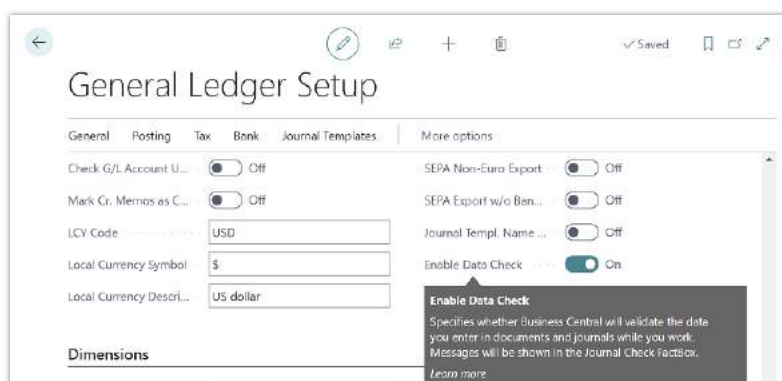 Saved
General Ledger Setup
General Posting Tax Bank Journal Templates More options
Check G/L Account U... Off
SEPA Non-Euro Export Off
Mark Cr. Memos as C... Off
SEPA Export w/o Ban... Off
LCY Code USD
Journal Templ. Name ... Off
Local Currency Symbol $
Enable Data Check On
Local Currency Descri... US dollar
Enable Data Check
Specifies whether Business Central will validate the data
you enter in documents and journals while you work.
Messages will be shown in the Journal Check FactBox.
Learn more
Dimensions